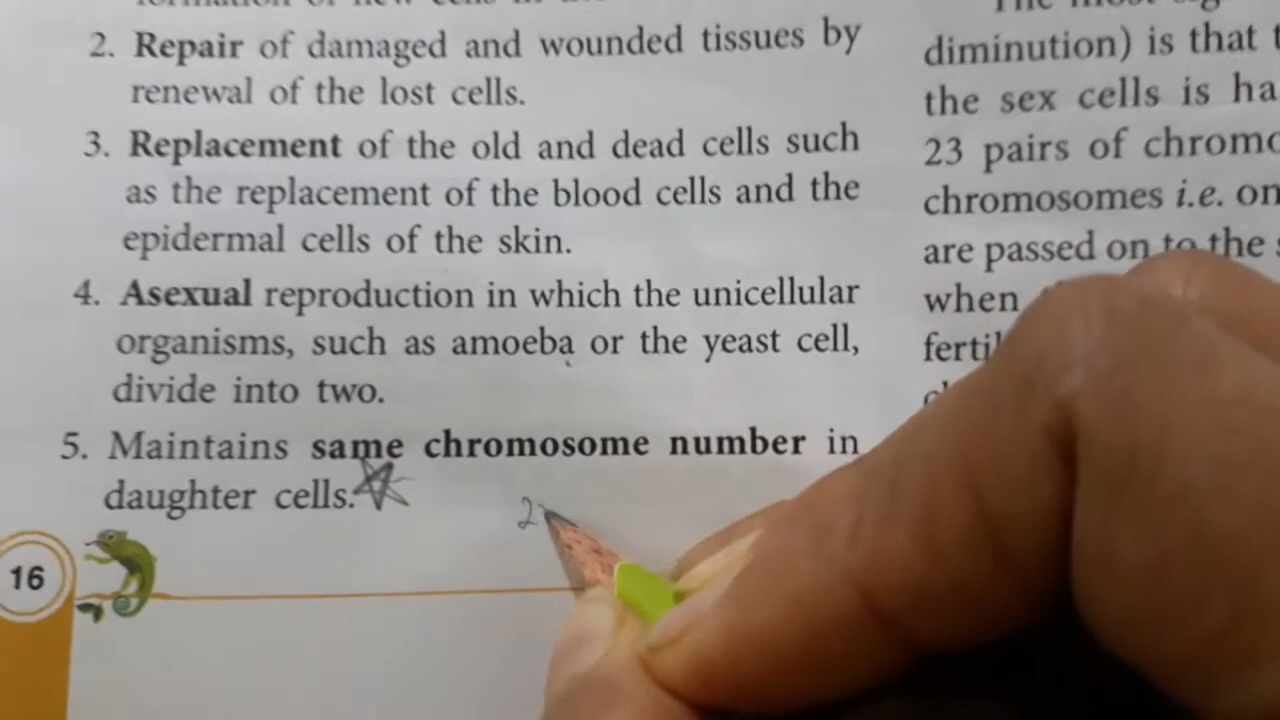 2. Repair of damaged and wounded tissues by
renewal of the lost cells.
3. Replacement of the old and dead cells such
as the replacement of the blood cells and the
epidermal cells of the skin.
4. Asexual reproduction in which the unicellular
organisms, such as amoeba or the yeast cell,
divide into two.
5. Maintains same chromosome number in
daughter cells.
2
16
diminution) is that
the sex cells is
23 pairs of
chromosomes i.e.
are passed on to the
when